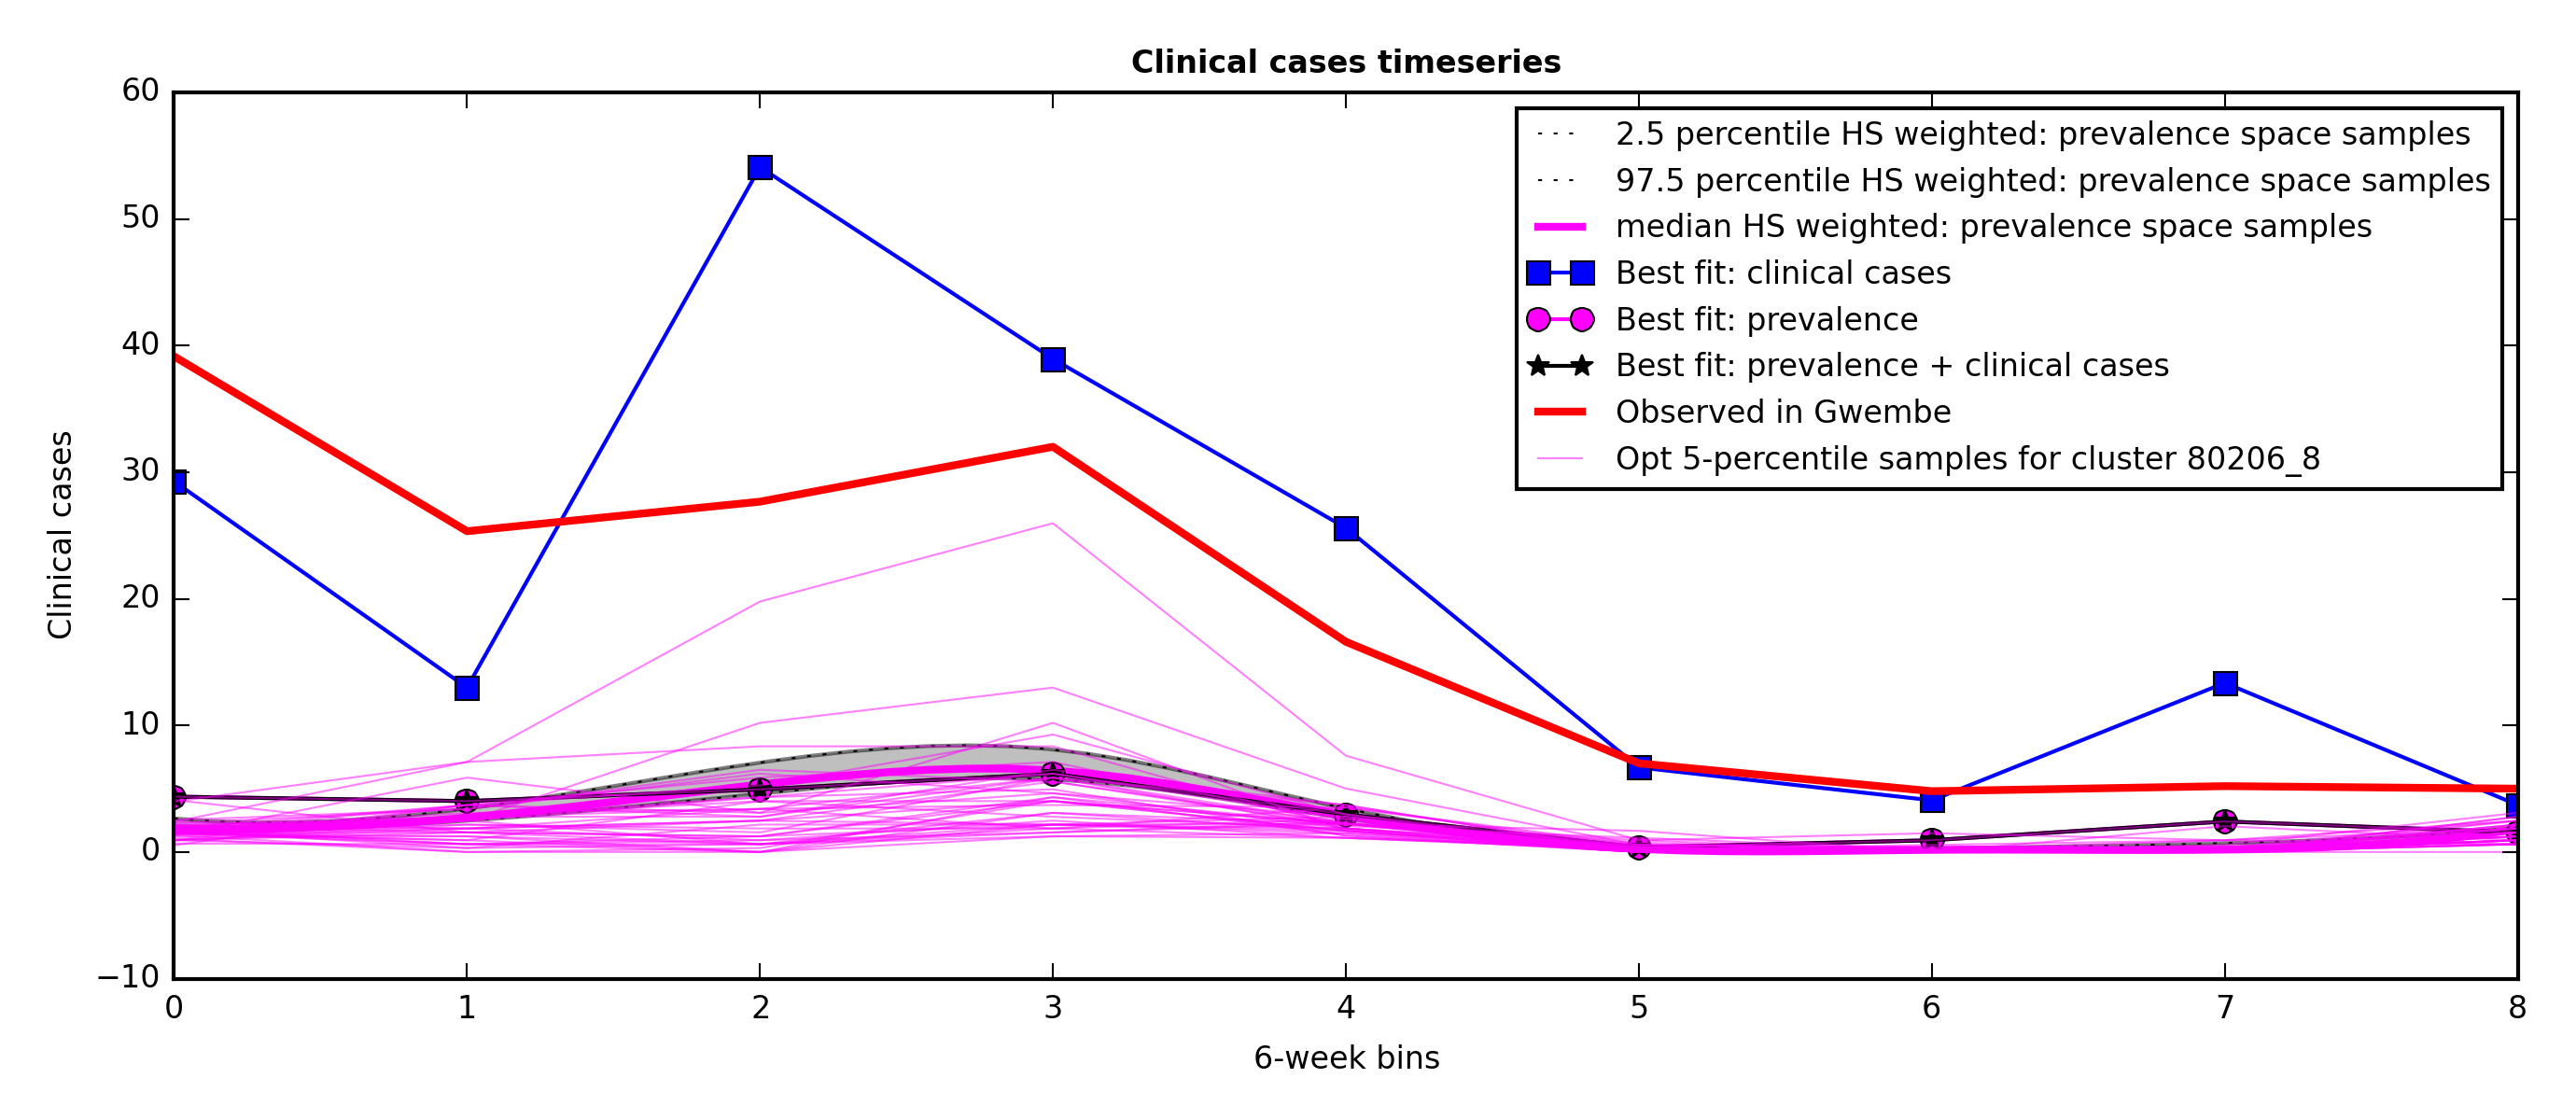 Clinical cases timeseries
60
50
40
30
20
10
0
−10
Clinical cases
2.5 percentile HS weighted: prevalence space samples
97.5 percentile HS weighted: prevalence space samples
median HS weighted: prevalence space samples
Best fit: clinical cases
Best fit: prevalence
Best fit: prevalence + clinical cases
Observed in Gwembe
Opt 5-percentile samples for cluster 80206_8
0 1 2 3 4 5 6 7 8
6-week bins